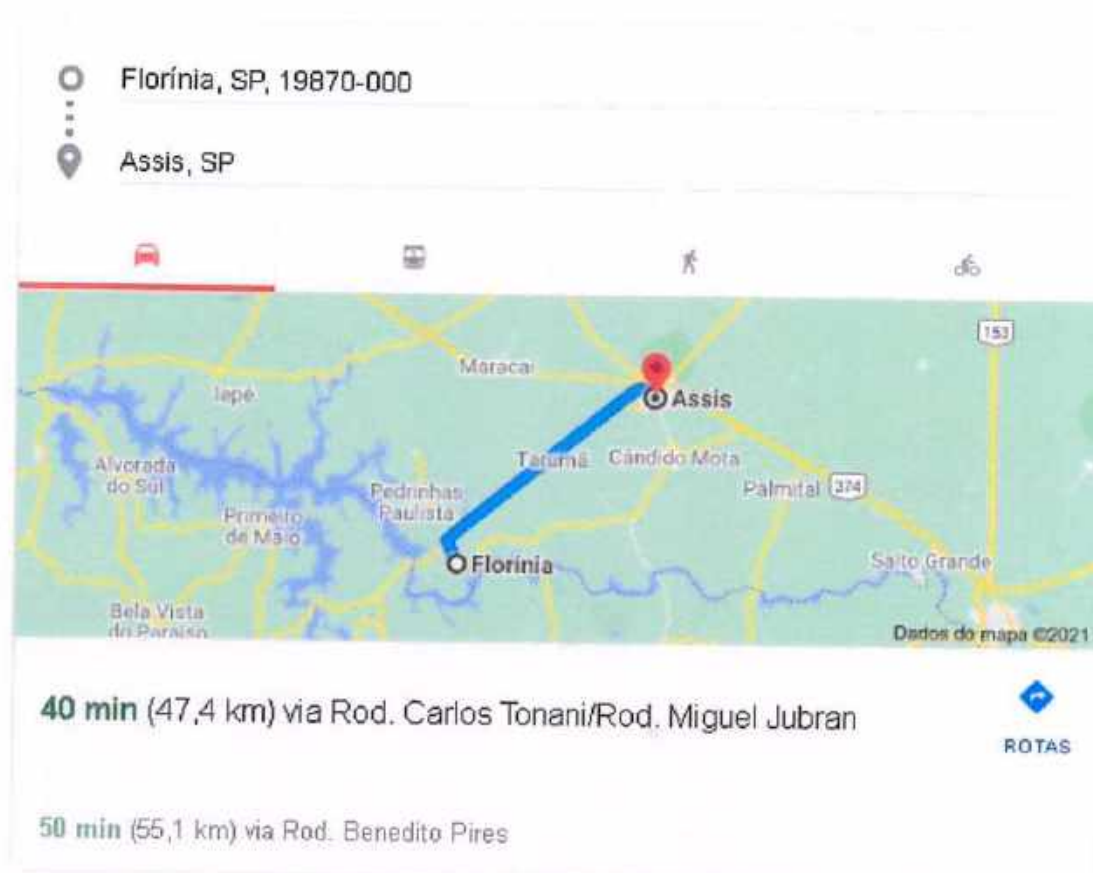 Florínia, SP, 19870-000
Assis, SP
153
Maracaí
Iapé
Assis
Alvorada
do Sul
Tarumã
Cândido Mota
Pedrinhas
Paulista
Palmital
374
Primeiro
de Maio
Florínia
Salto Grande
Bela Vista
do Paraíso
Dados do mapa ©2021
40 min (47,4 km) via Rod. Carlos Tonani/Rod. Miguel Jubran
ROTAS
50 min (55,1 km) via Rod. Benedito Pires